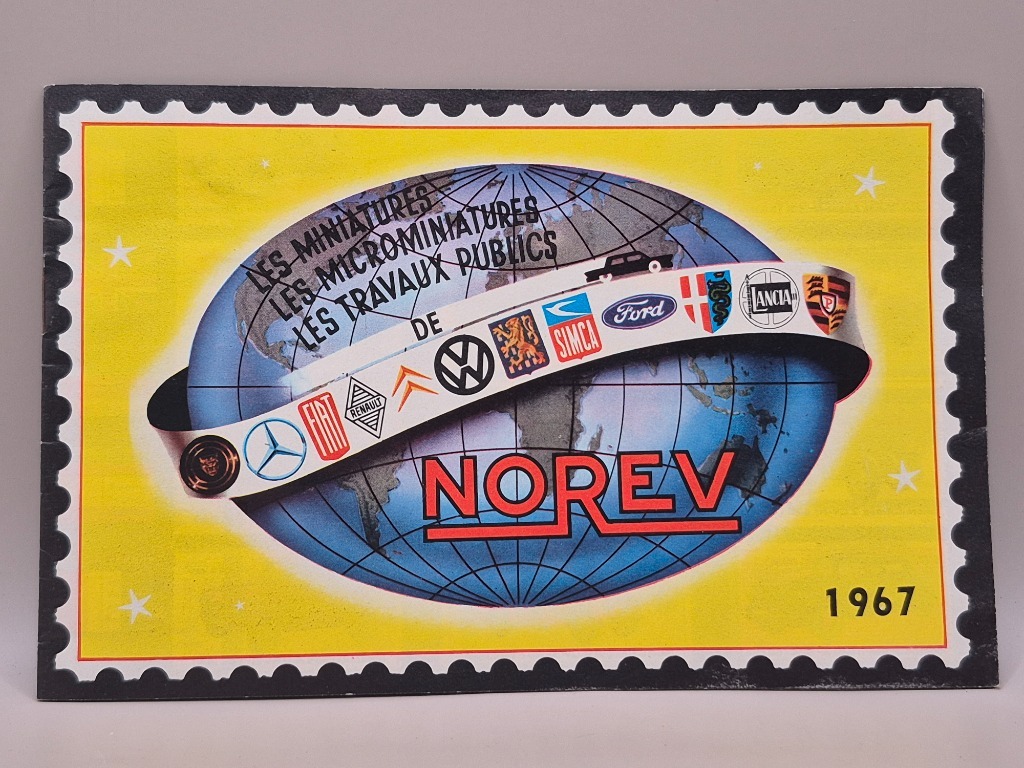 LES MINIATURES
LES MICROMINIATURES
LES TRAVAUX PUBLICS
DE
FIAT
RENAULT
SIMCA
Ford
LANCIA
P
NOREV
1967